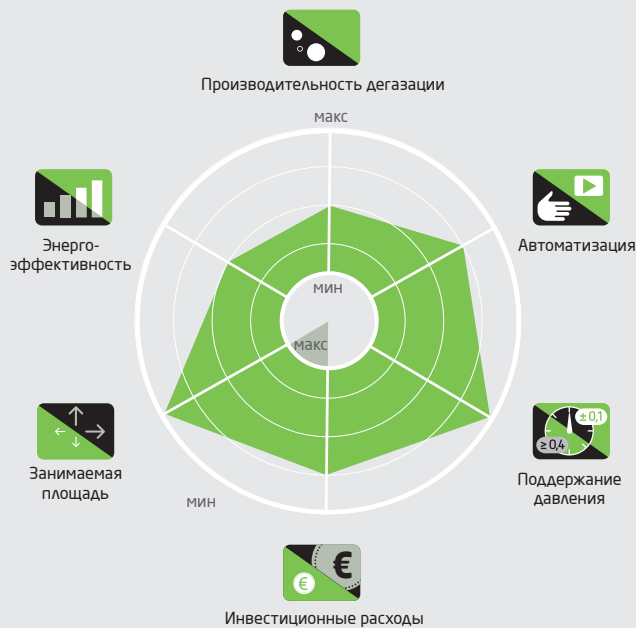 Производительность дегазации
макс
Энерго-
эффективность
Автоматизация
мин
макс
± 0,1
≥ 0,4
Занимаемая
площадь
Поддержание
давления
мин
€
€
Инвестиционные расходы